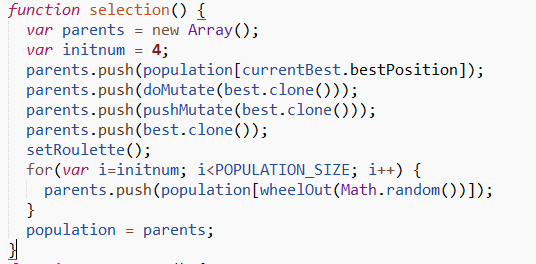 function selection() {
var parents = new Array();
var initnum = 4;
parents.push(population[currentBest.bestPosition]);
parents.push(doMutate(best.clone()));
parents.push(pushMutate(best.clone()));
parents.push(best.clone());
setRoulette();
for(var i=initnum; i<POPULATION_SIZE; i++) {
parents.push(population[wheelOut(Math.random())]);
}
population = parents;
}